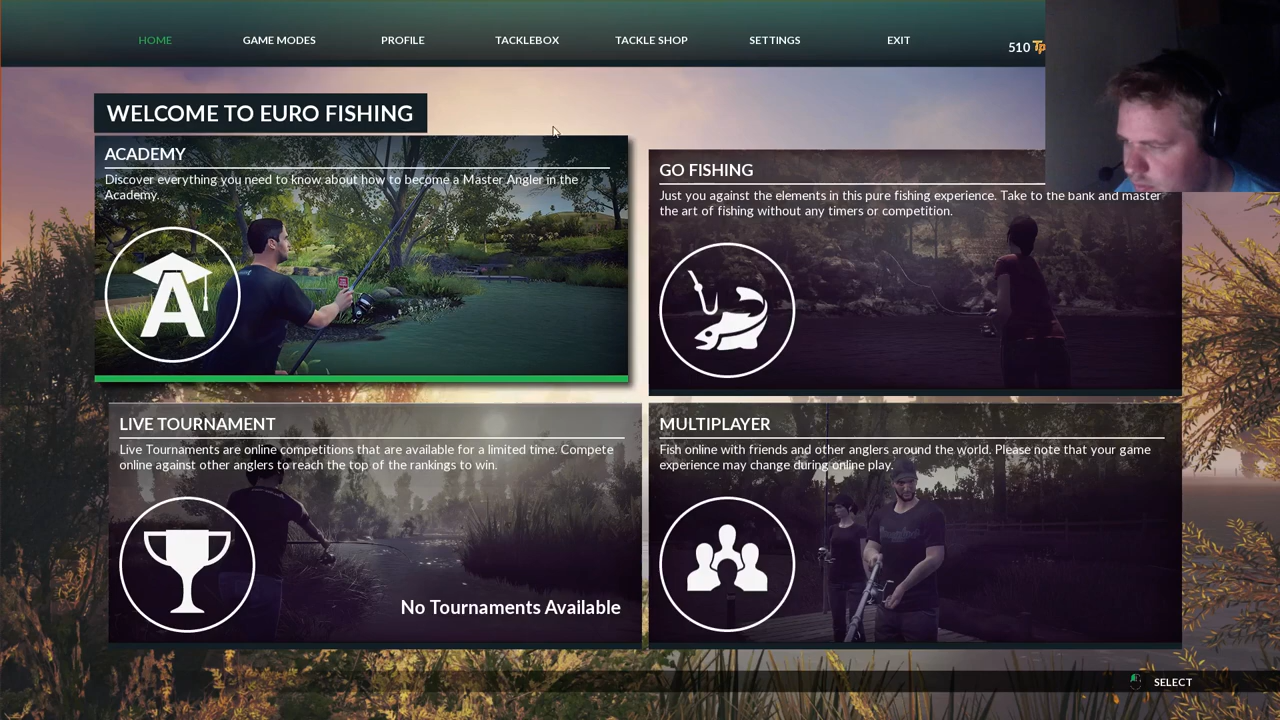 HOME
GAME MODES
PROFILE
TACKLEBOX
TACKLE SHOP
SETTINGS
EXIT
510 Tp
WELCOME TO EURO FISHING
ACADEMY
Discover everything you need to know about how to become a Master Angler in the
Academy.
A
GO FISHING
Just you against the elements in this pure fishing experience. Take to the bank and master
the art of fishing without any timers or competition.
LIVE TOURNAMENT
Live Tournaments are online competitions that are available for a limited time. Compete
online against other anglers to reach the top of the rankings to win.
No Tournaments Available
MULTIPLAYER
Fish online with friends and other anglers around the world. Please note that your game
experience may change during online play.
SELECT